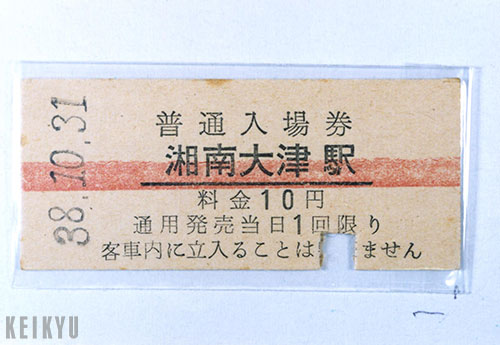 38.10.31
普通入場券
湘南大津駅
料金10円
通用発売当日1回限り
客車内に立入ることは ません
KEIKYU